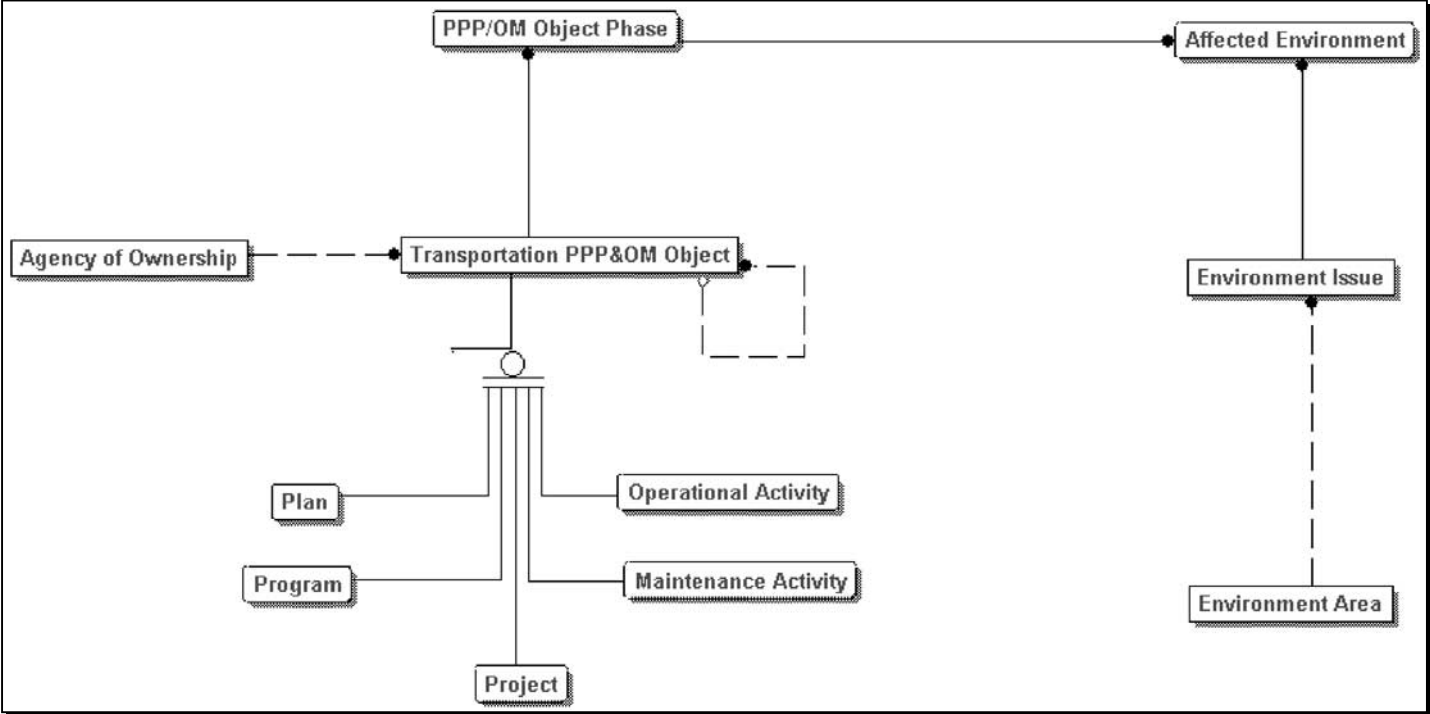 PPP/OM Object Phase
Affected Environment
Agency of Ownership
Transportation PPP&OM Object
Environment Issue
Plan
Operational Activity
Program
Maintenance Activity
Environment Area
Project